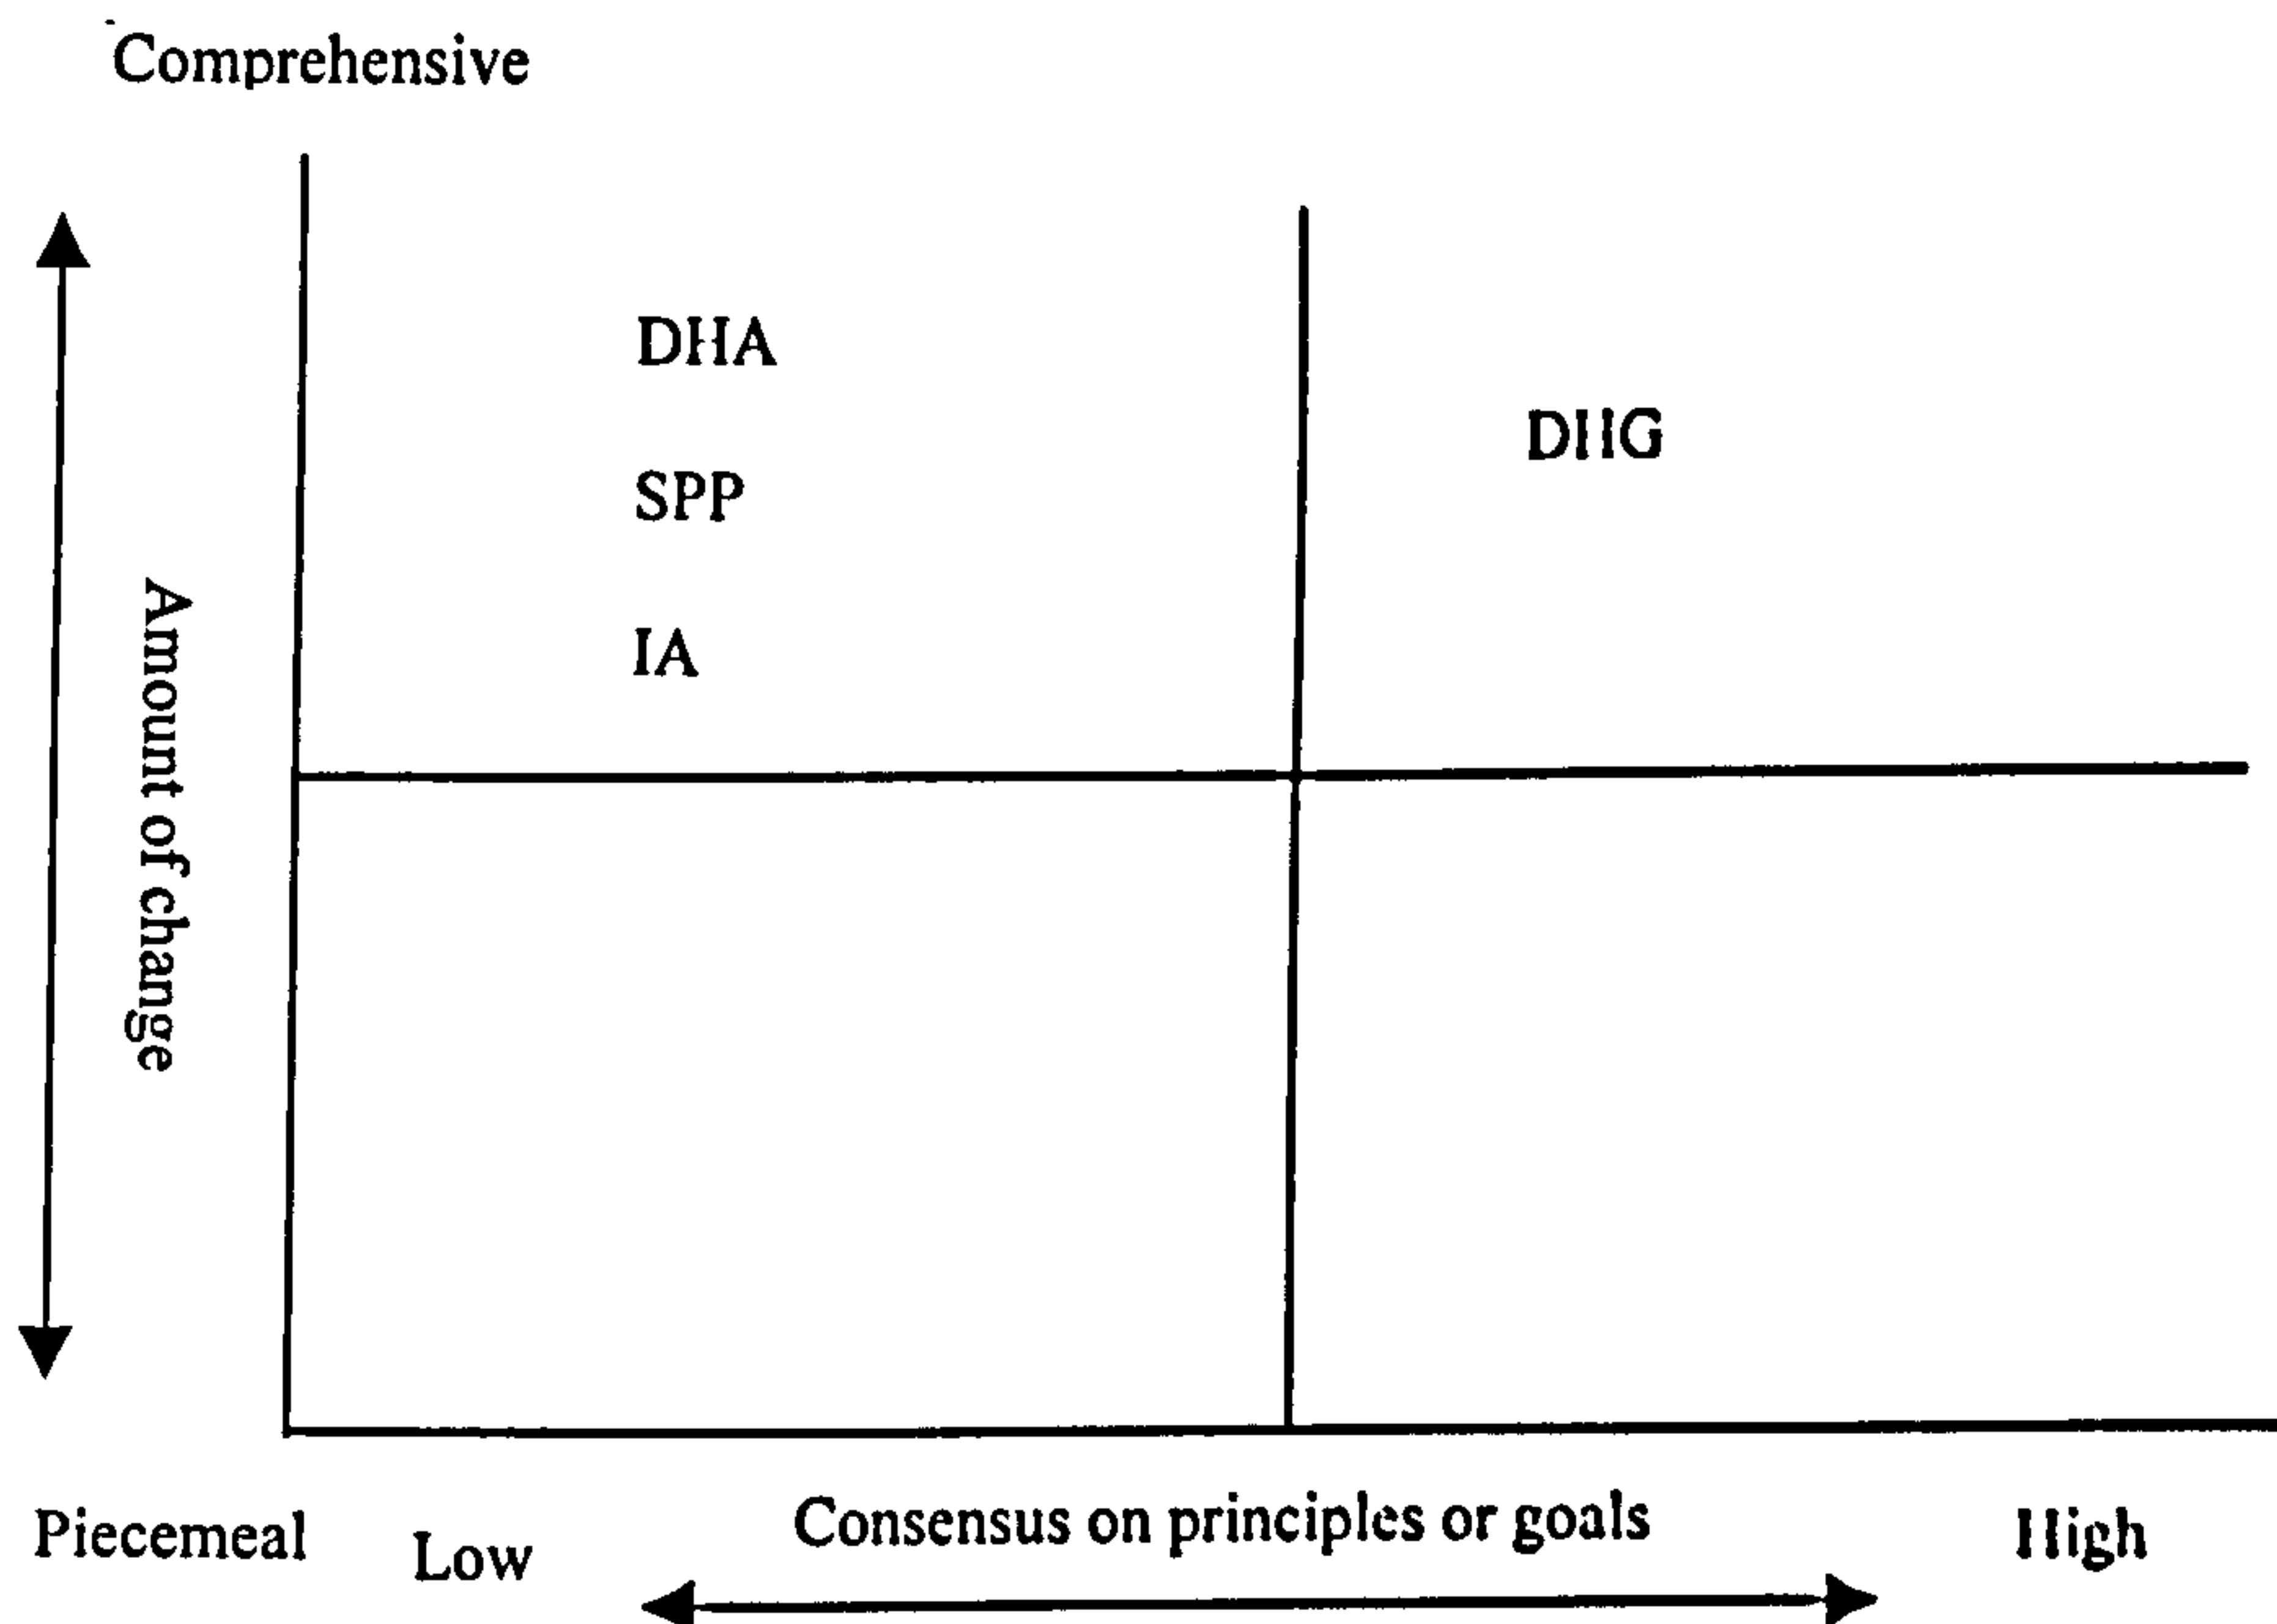 Comprehensive
DHA
DHG
SPP
IA
Amount of change
Piecemeal
Low
Consensus on principles or goals
High